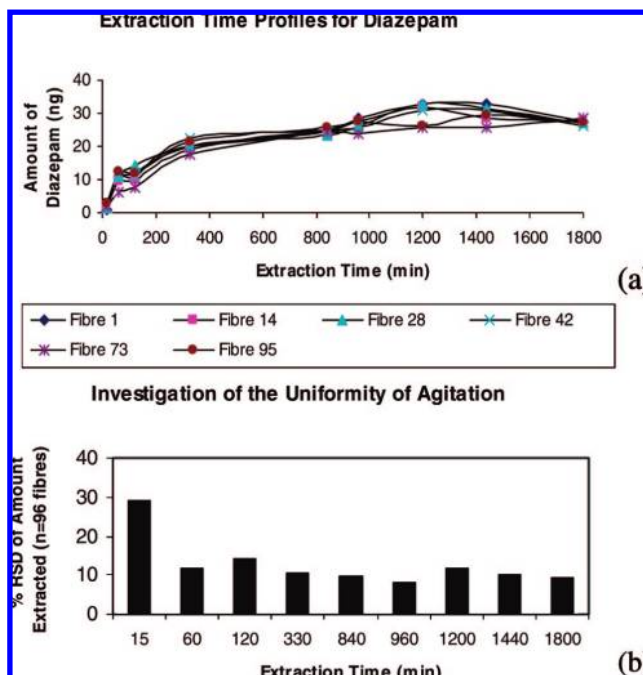 Extraction Time Profiles for Diazepam
Amount of
Diazepam (ng)
40
30
20
10
0
0 200 400 600 800 1000 1200 1400 1600 1800
Extraction Time (min)
(a)
Fibre 1 Fibre 14 Fibre 28 Fibre 42
Fibre 73 Fibre 95
Investigation of the Uniformity of Agitation
% RSD of Amount
Extracted (n=96 fibres)
40
30
20
10
0
15 60 120 330 840 960 1200 1440 1800
Extraction Time (min)
(b